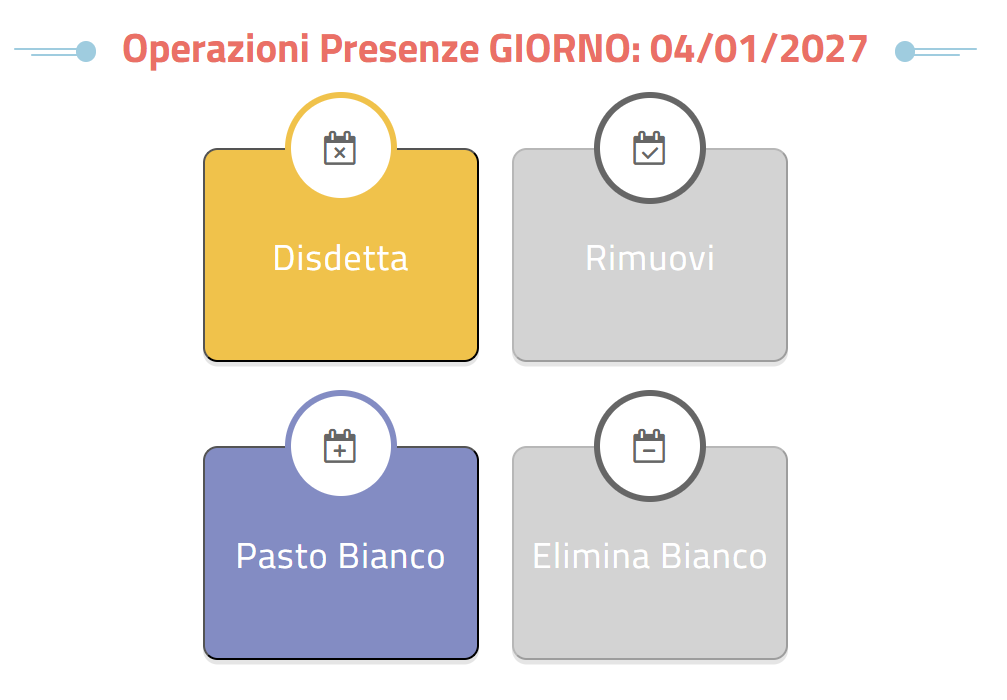 Operazioni Presenze GIORNO: 04/01/2027
Disdetta
Rimuovi
Pasto Bianco
Elimina Bianco